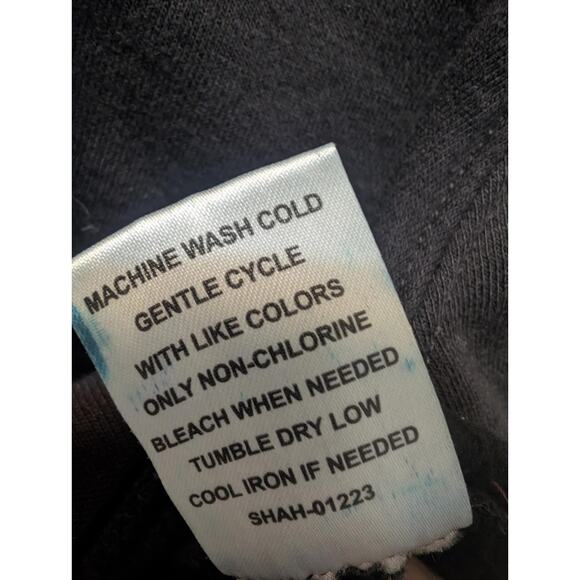 MACHINE WASH COLD
GENTLE CYCLE
WITH LIKE COLORS
ONLY NON-CHLORINE
BLEACH WHEN NEEDED
TUMBLE DRY LOW
COOL IRON IF NEEDED
SHAH-01223